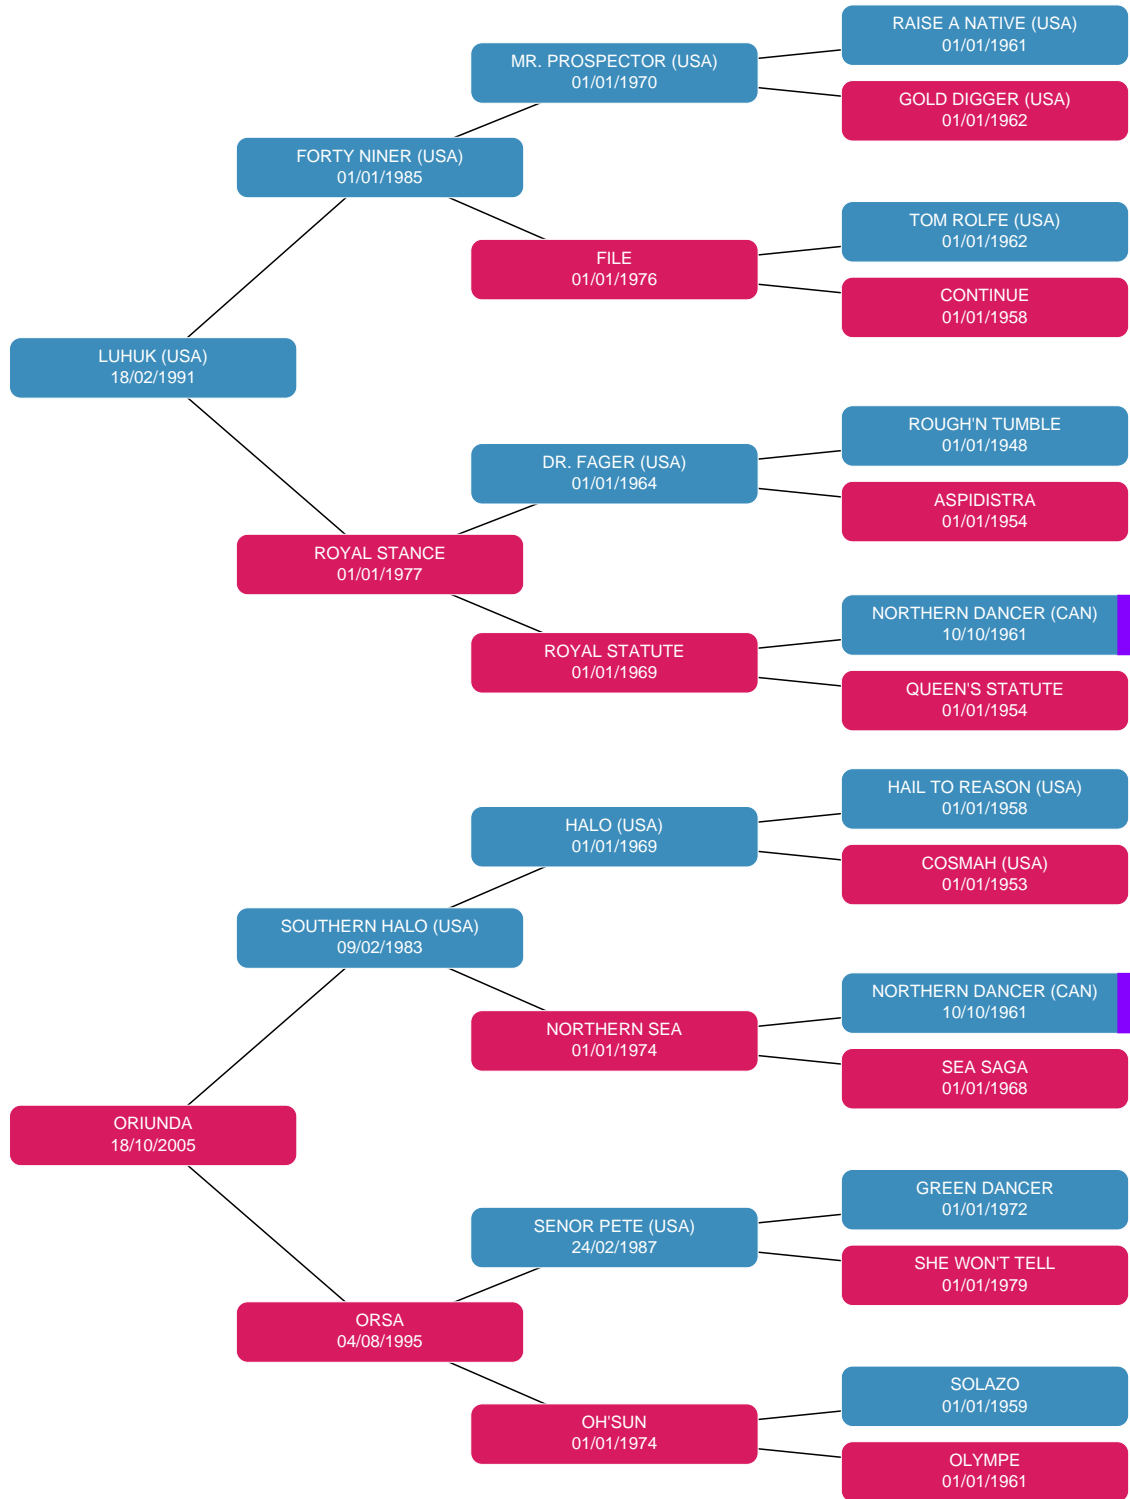 RAISE A NATIVE (USA)
01/01/1961
MR. PROSPECTOR (USA)
01/01/1970
GOLD DIGGER (USA)
01/01/1962
FORTY NINER (USA)
01/01/1985
TOM ROLFE (USA)
01/01/1962
FILE
01/01/1976
CONTINUE
01/01/1958
LUHUK (USA)
18/02/1991
ROUGH'N TUMBLE
01/01/1948
DR. FAGER (USA)
01/01/1964
ASPIDISTRA
01/01/1954
ROYAL STANCE
01/01/1977
NORTHERN DANCER (CAN)
10/10/1961
ROYAL STATUTE
01/01/1969
QUEEN'S STATUTE
01/01/1954
HAIL TO REASON (USA)
01/01/1958
HALO (USA)
01/01/1969
COSMAH (USA)
01/01/1953
SOUTHERN HALO (USA)
09/02/1983
NORTHERN DANCER (CAN)
10/10/1961
NORTHERN SEA
01/01/1974
SEA SAGA
01/01/1968
ORIUNDA
18/10/2005
GREEN DANCER
01/01/1972
SENOR PETE (USA)
24/02/1987
SHE WON'T TELL
01/01/1979
ORSA
04/08/1995
SOLAZO
01/01/1959
OH'SUN
01/01/1974
OLYMPE
01/01/1961